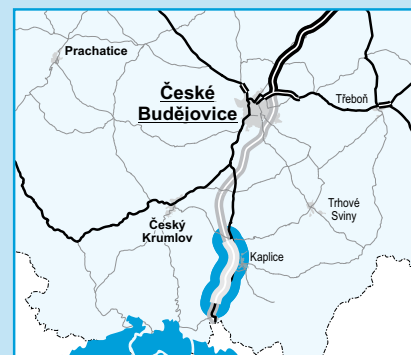 Prachatice
České
Budějovice
Třeboň
Trhové
Sviny
Český
Krumlov
Kaplice